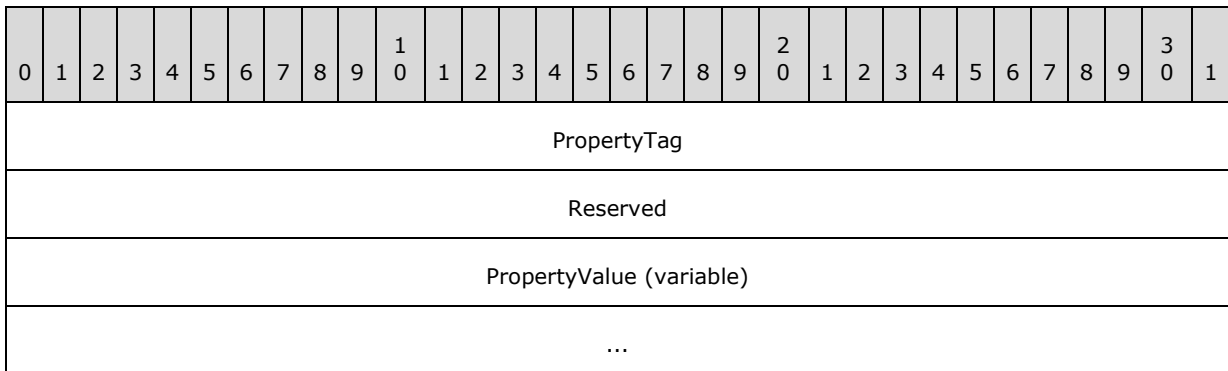 1 2 3
0 1 2 3 4 5 6 7 8 9 0 1 2 3 4 5 6 7 8 9 0 1 2 3 4 5 6 7 8 9 0 1
PropertyTag
Reserved
PropertyValue (variable)
...